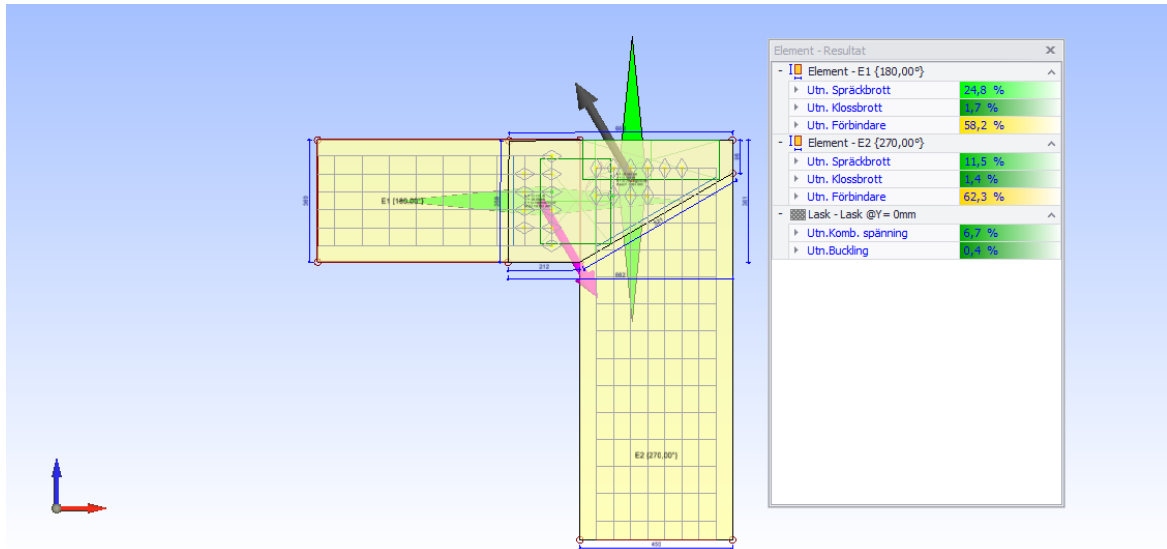 Element - Resultat
- Element - E1 {180,00°}
Utn. Spräckbrott 24,8 %
Utn. Klossbrott 1,7 %
Utn. Förbindare 58,2 %
- Element - E2 {270,00°}
Utn. Spräckbrott 11,5 %
Utn. Klossbrott 1,4 %
Utn. Förbindare 62,3 %
- Lask - Lask @Y= 0mm
Utn.Komb. spänning 6,7 %
Utn.Buckling 0,4 %
E1 {180,00°}
212
662
E2 {270,00°}
450